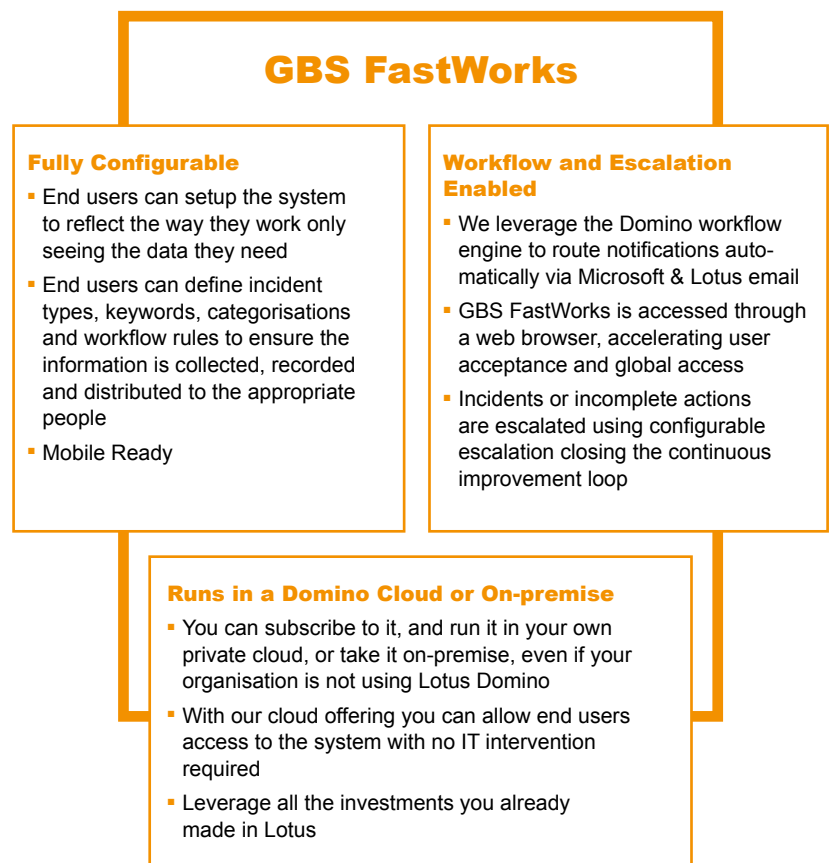 GBS FastWorks
Fully Configurable
▪ End users can setup the system
to reflect the way they work only
seeing the data they need
▪ End users can define incident
types, keywords, categorisations
and workflow rules to ensure the
information is collected, recorded
and distributed to the appropriate
people
▪ Mobile Ready
Workflow and Escalation
Enabled
▪ We leverage the Domino workflow
engine to route notifications auto-
matically via Microsoft & Lotus email
▪ GBS FastWorks is accessed through
a web browser, accelerating user
acceptance and global access
▪ Incidents or incomplete actions
are escalated using configurable
escalation closing the continuous
improvement loop
Runs in a Domino Cloud or On-premise
▪ You can subscribe to it, and run it in your own
private cloud, or take it on-premise, even if your
organisation is not using Lotus Domino
▪ With our cloud offering you can allow end users
access to the system with no IT intervention
required
▪ Leverage all the investments you already
made in Lotus